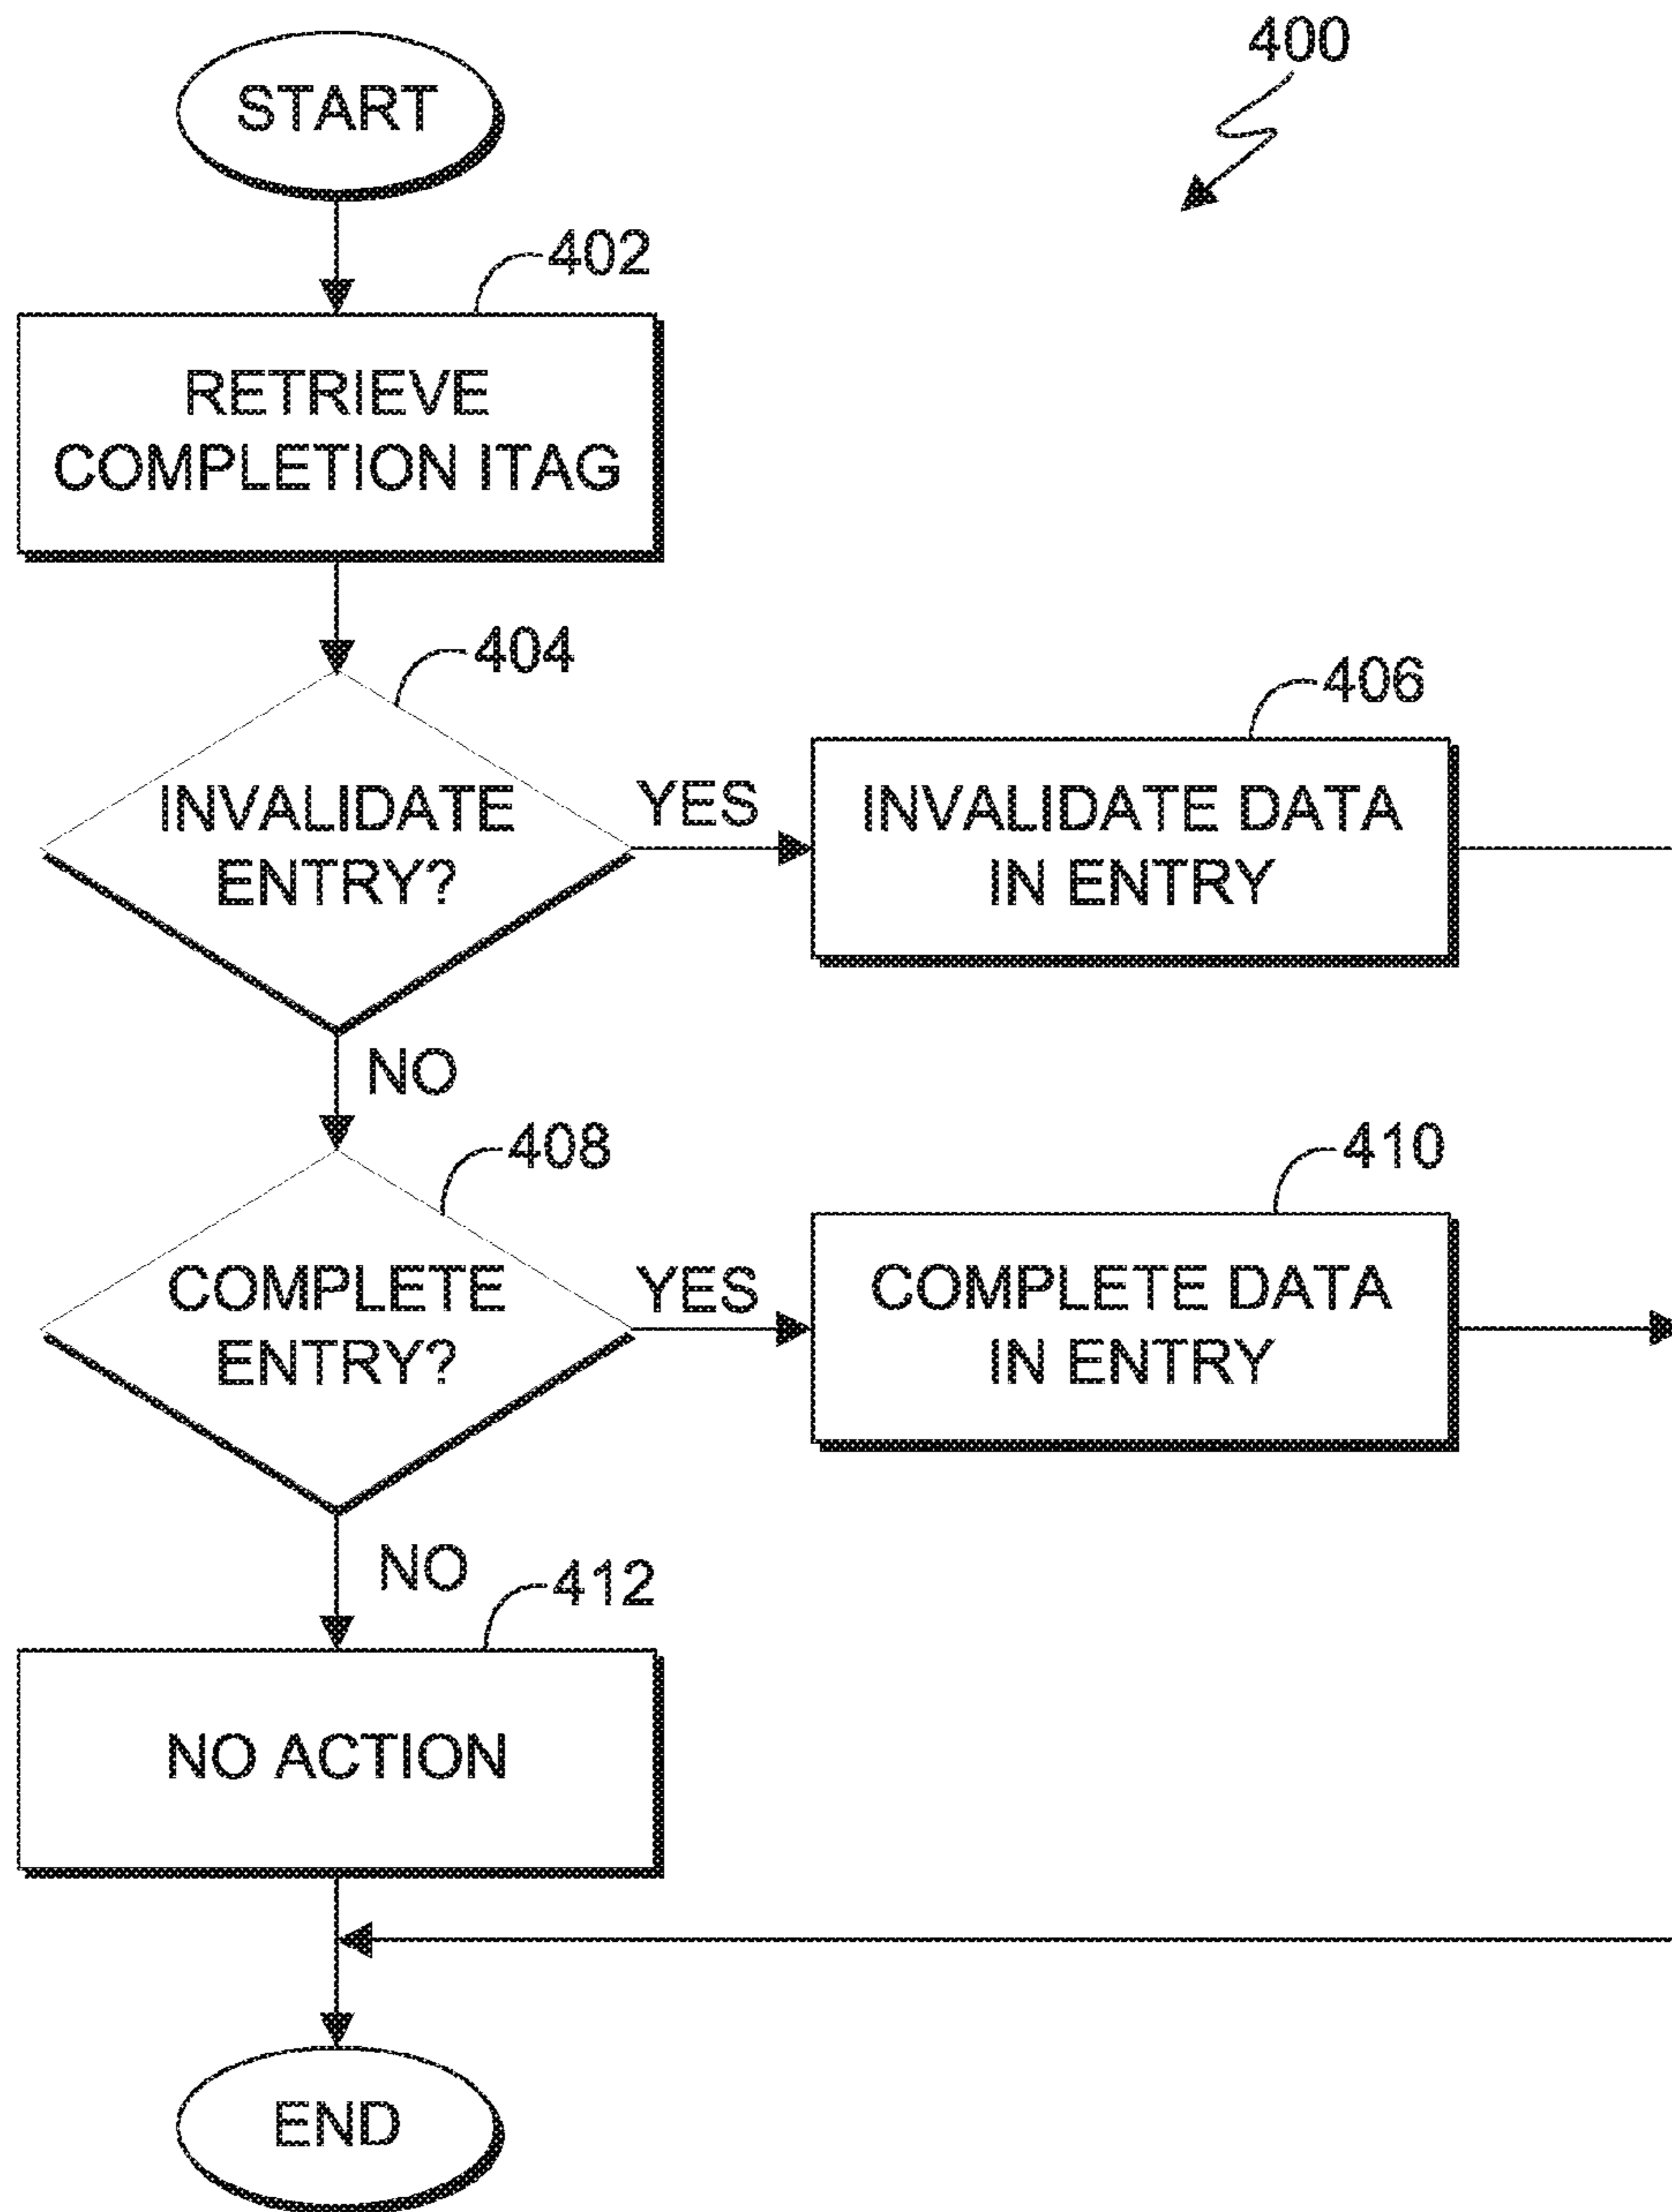 START
400
402
RETRIEVE
COMPLETION ITAG
404
INVALIDATE
ENTRY?
YES
406
INVALIDATE DATA
IN ENTRY
NO
408
COMPLETE
ENTRY?
YES
410
COMPLETE DATA
IN ENTRY
NO
412
NO ACTION
END